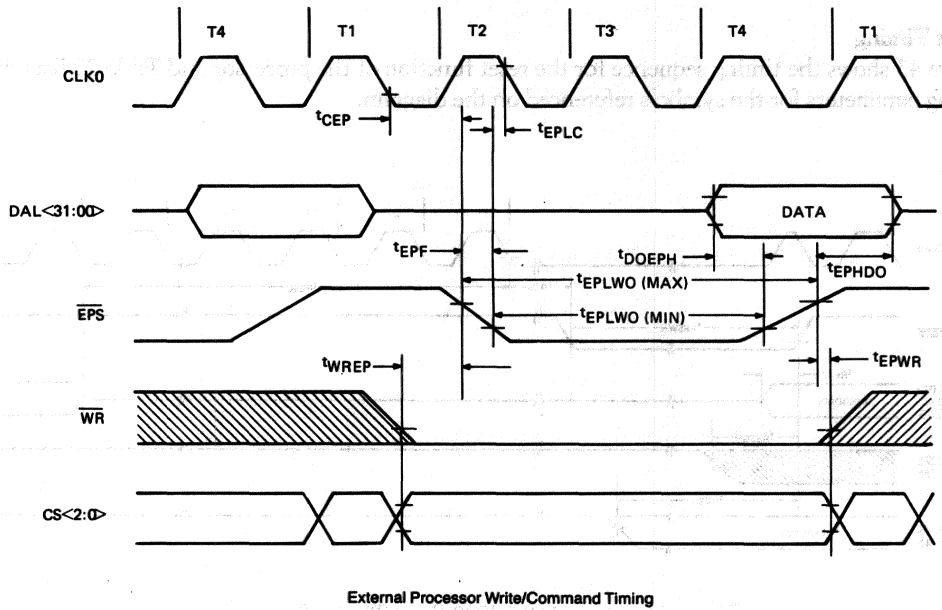 T4 T1 T2 T3 T4 T1
CLK0
tCEP
tEPLC
DAL<31:00>
DATA
tEPF
tDOEPH
tEPHDO
tEPLWO (MAX)
EPS
tEPLWO (MIN)
tWREP
tEPWR
WR
CS<2:0>
External Processor Write/Command Timing